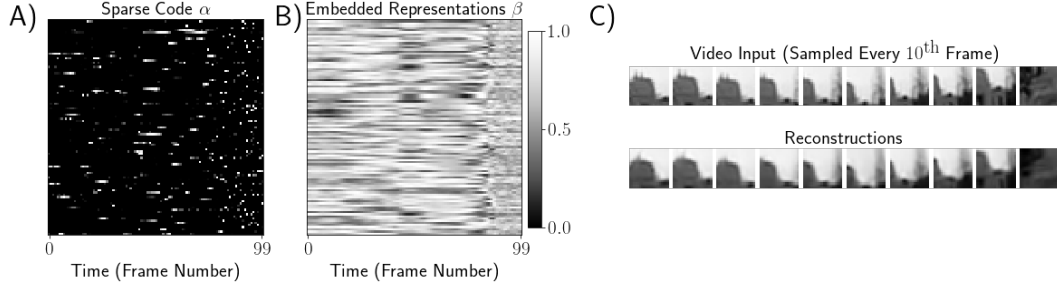 A)
Sparse Code α
0
99
Time (Frame Number)
B)
Embedded Representations β
1.0
0.5
0.0
0
99
Time (Frame Number)
C)
Video Input (Sampled Every 10th Frame)
Reconstructions